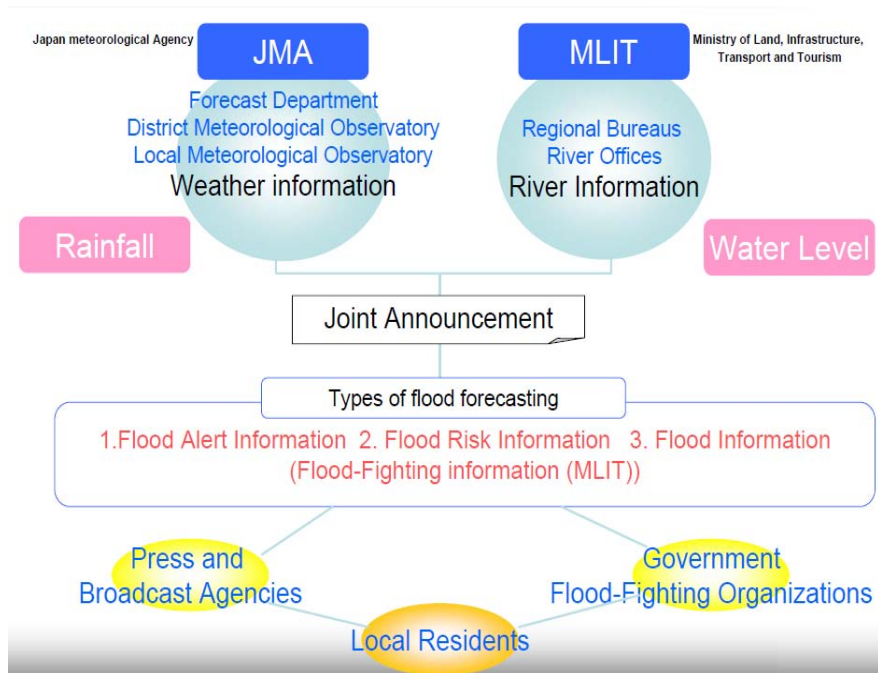 Japan meteorological Agency
JMA
MLIT
Ministry of Land, Infrastructure,
Transport and Tourism
Forecast Department
District Meteorological Observatory
Local Meteorological Observatory
Weather information
Regional Bureaus
River Offices
River Information
Rainfall
Water Level
Joint Announcement
Types of flood forecasting
1.Flood Alert Information 2. Flood Risk Information 3. Flood Information
(Flood-Fighting information (MLIT))
Press and
Broadcast Agencies
Government
Flood-Fighting Organizations
Local Residents